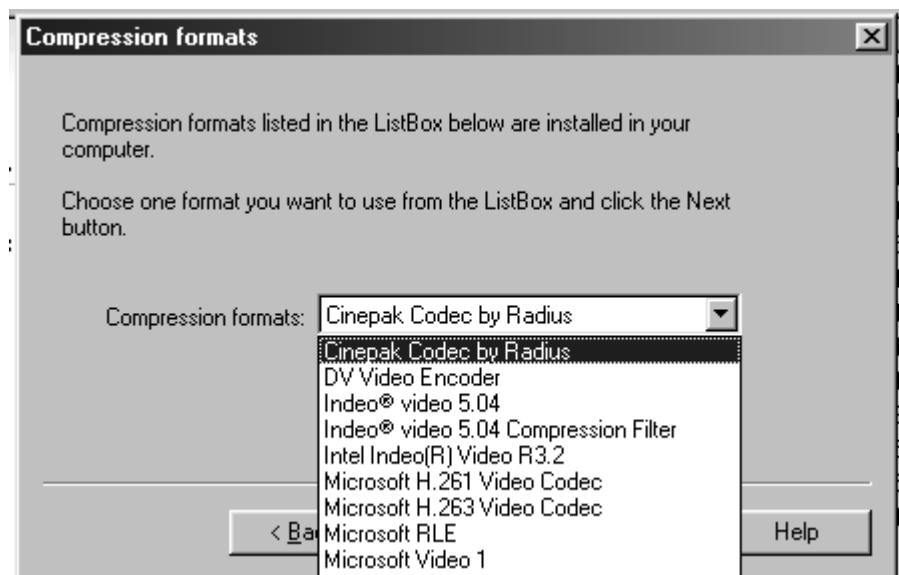 Compression formats
Compression formats listed in the ListBox below are installed in your
computer.
Choose one format you want to use from the ListBox and click the Next
button.
Compression formats: Cinepak Codec by Radius
Cinepak Codec by Radius
DV Video Encoder
Indeo® video 5.04
Indeo® video 5.04 Compression Filter
Intel Indeo(R) Video R3.2
Microsoft H.261 Video Codec
Microsoft H.263 Video Codec
< Ba Microsoft RLE Help
Microsoft Video 1